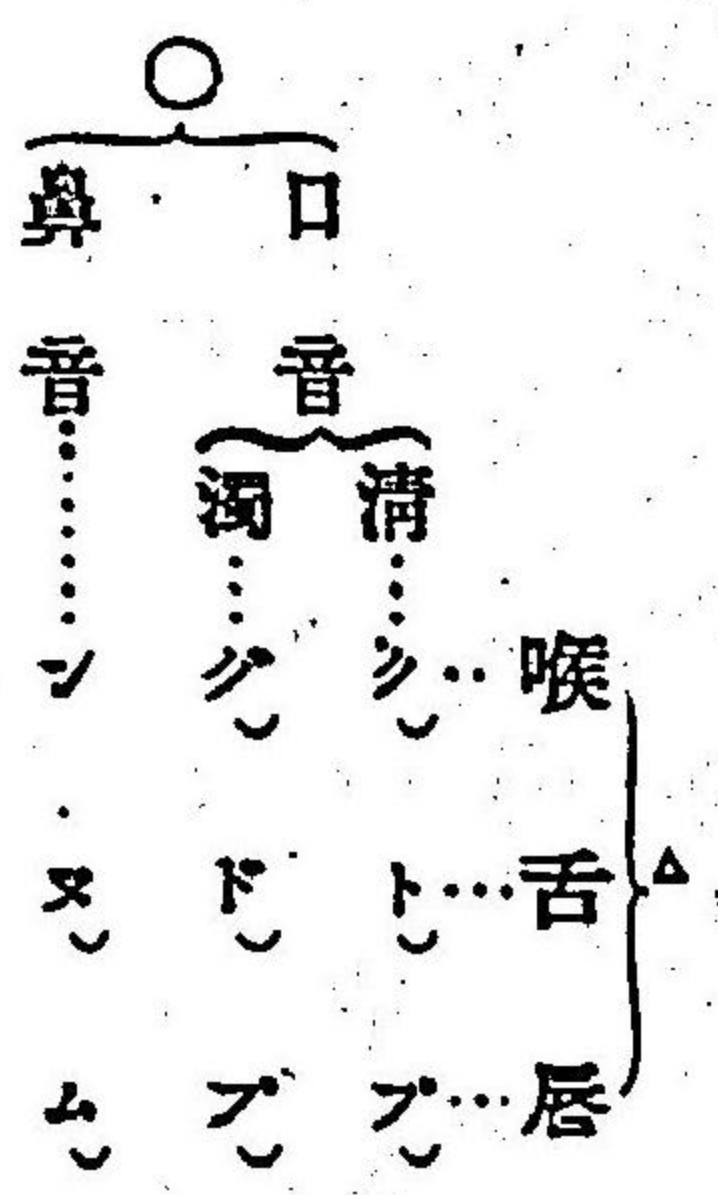 ○
△
喉 舌 唇
口音
清…ク ト プ
濁…グ ド ブ
鼻音……ン ヌ ム